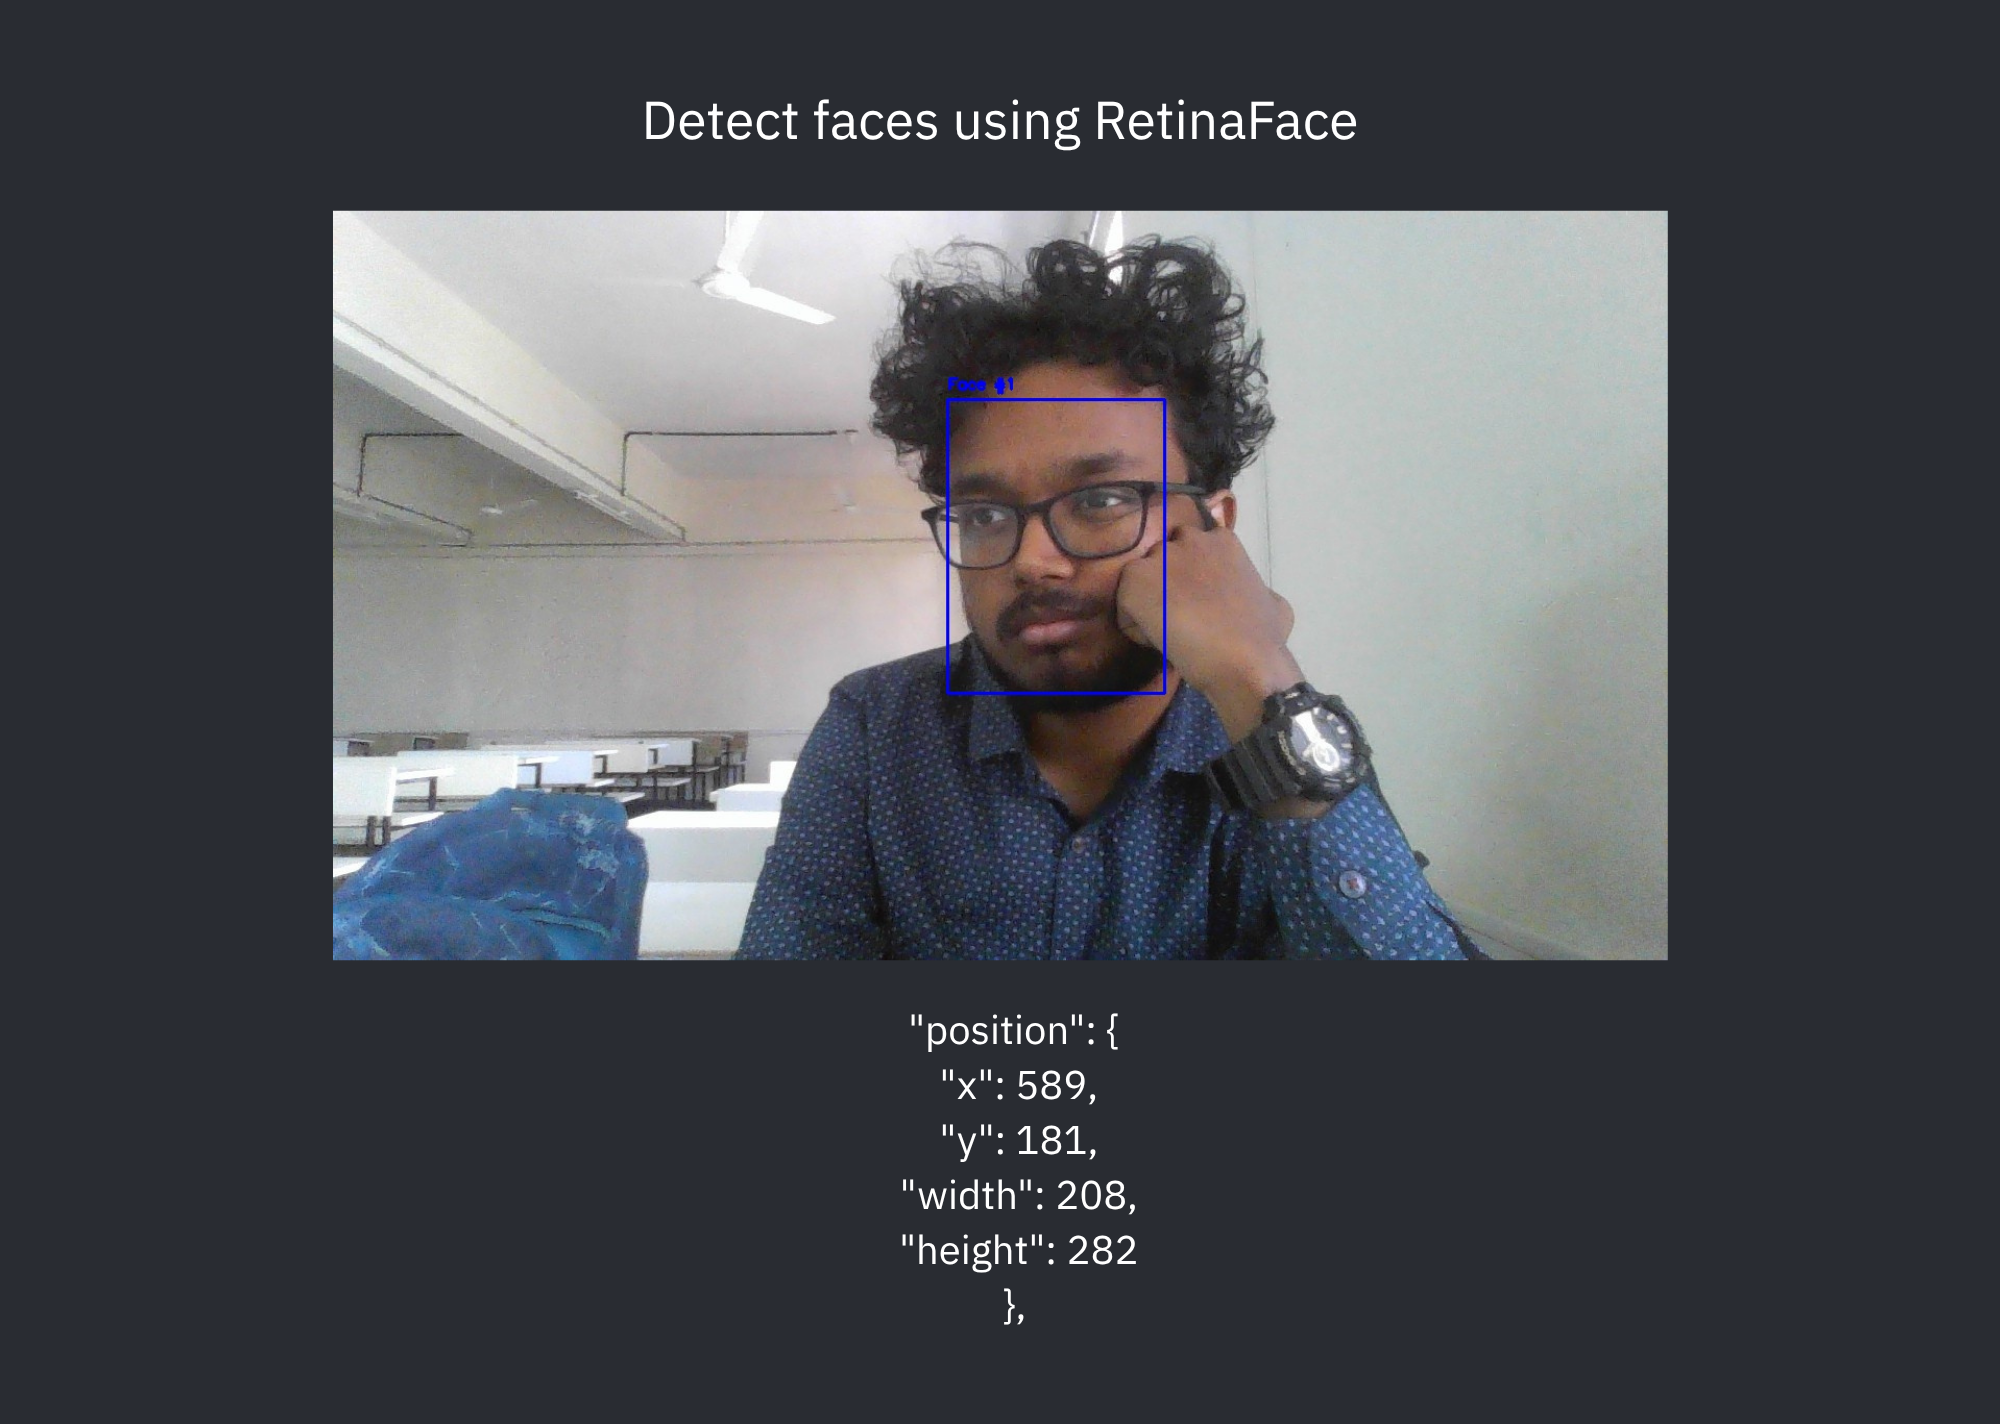 Detect faces using RetinaFace
Face #1
"position": {
"x": 589,
"y": 181,
"width": 208,
"height": 282
},